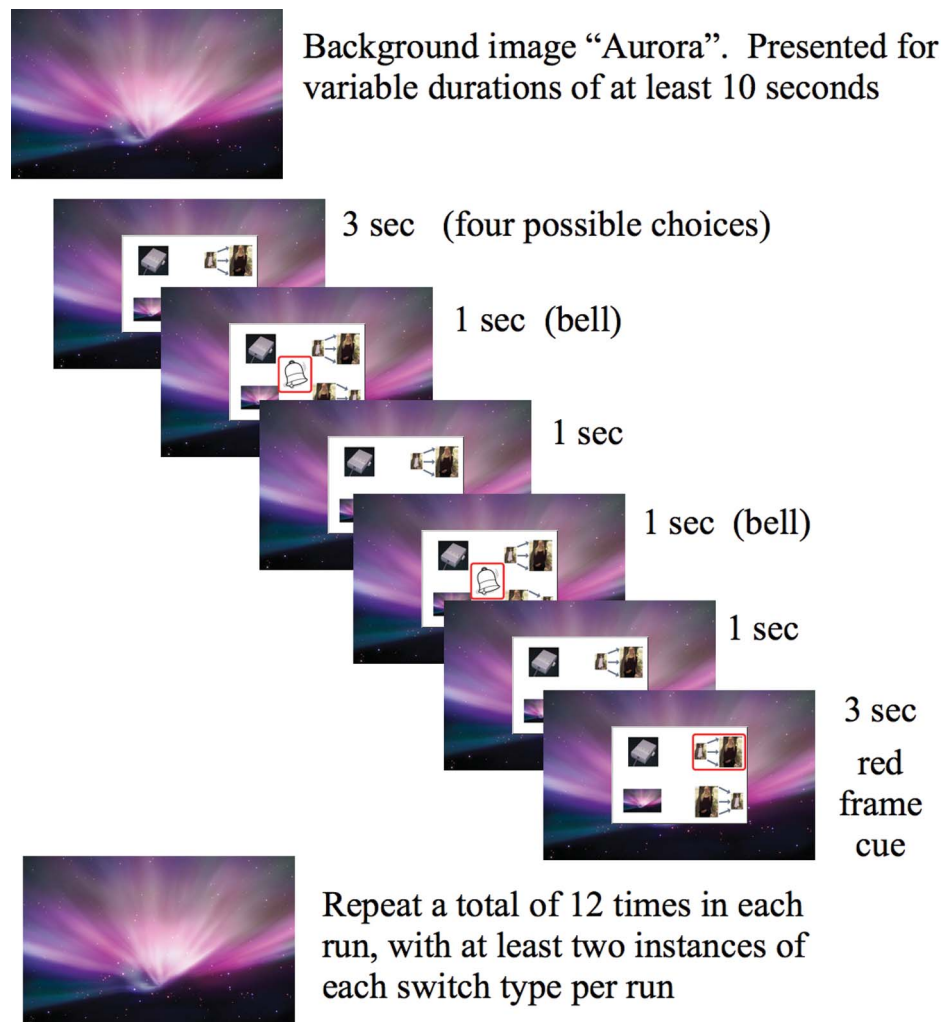 Background image “Aurora”.  Presented for
variable durations of at least 10 seconds
3 sec   (four possible choices)
1 sec  (bell)
1 sec
1 sec  (bell)
1 sec
3 sec
red
frame
cue
Repeat a total of 12 times in each
run, with at least two instances of
each switch type per run